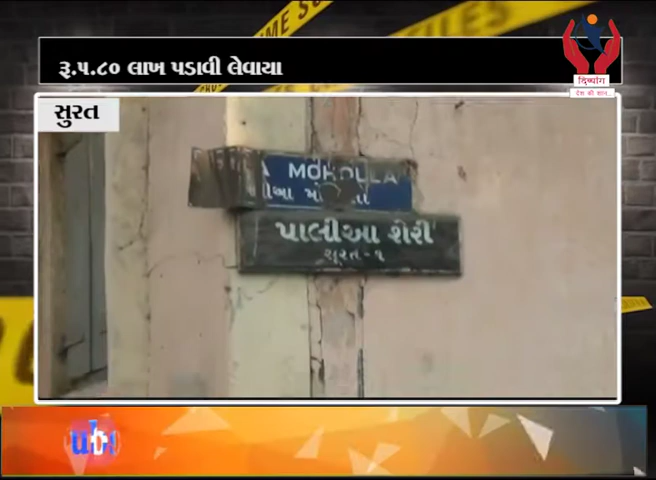 રૂ.૫.૮૦ લાખ પડાવી લેવાયા
દિવ્યાંગ
देश की शान..
સુરત
MOHOLLA
પાલીઆ શેરી
સૂરત - ૧